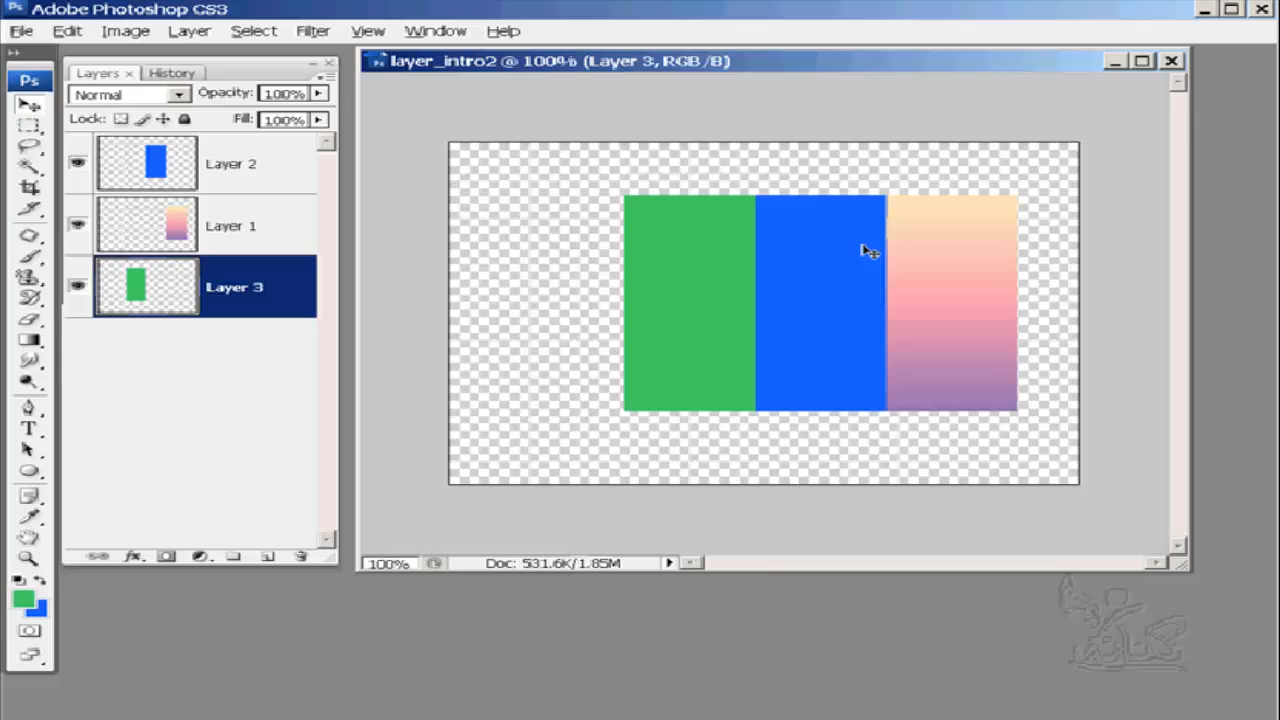 Adobe Photoshop CS3
File Edit Image Layer Select Filter View Window Help
layer_intro2 @ 100% (Layer 3, RGB/8)
Ps
Layers × History
Normal Opacity: 100%
Lock: Fill: 100%
Layer 2
Layer 1
Layer 3
T
100% Doc: 531.6K/1.85M